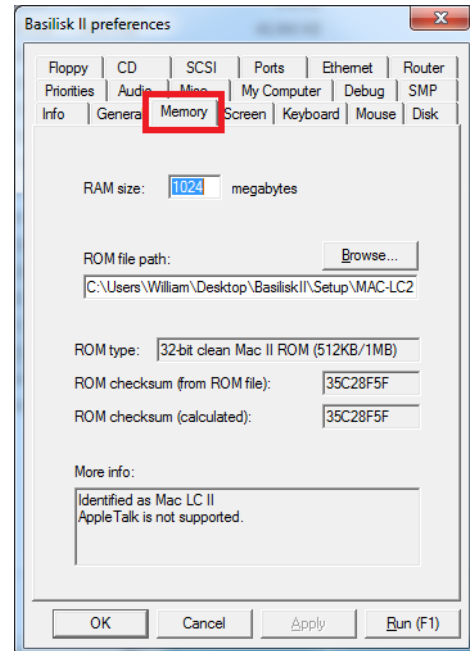 Basilisk II preferences
Floppy CD SCSI Ports Ethernet Router
Priorities Audio Misc My Computer Debug SMP
Info General Memory Screen Keyboard Mouse Disk
RAM size: 1024 megabytes
ROM file path: Browse...
C:\Users\William\Desktop\BasiliskII\Setup\MAC-LC2
ROM type: 32-bit clean Mac II ROM (512KB/1MB)
ROM checksum (from ROM file): 35C28F5F
ROM checksum (calculated): 35C28F5F
More info:
Identified as Mac LC II
AppleTalk is not supported.
OK Cancel Apply Run (F1)